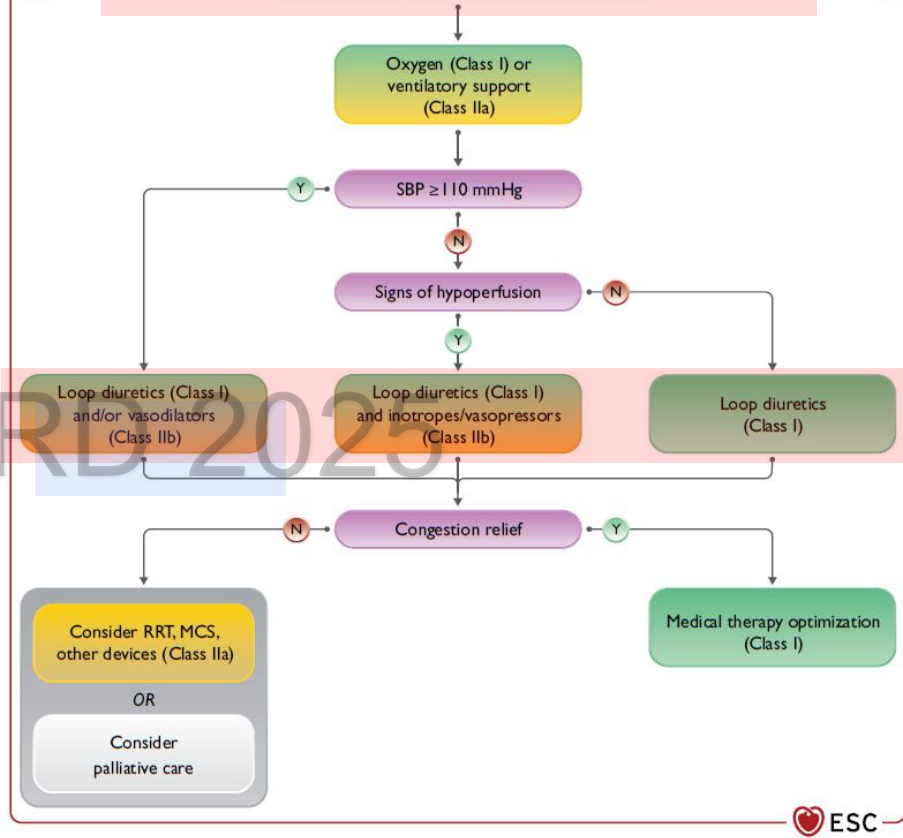 Oxygen (Class I) or
ventilatory support
(Class IIa)
Y
SBP ≥110 mmHg
N
Signs of hypoperfusion
N
Y
Loop diuretics (Class I)
and/or vasodilators
(Class IIb)
Loop diuretics (Class I)
and inotropes/vasopressors
(Class IIb)
Loop diuretics
(Class I)
RD 2025
N
Congestion relief
Y
Consider RRT, MCS,
other devices (Class IIa)
OR
Consider
palliative care
Medical therapy optimization
(Class I)
ESC